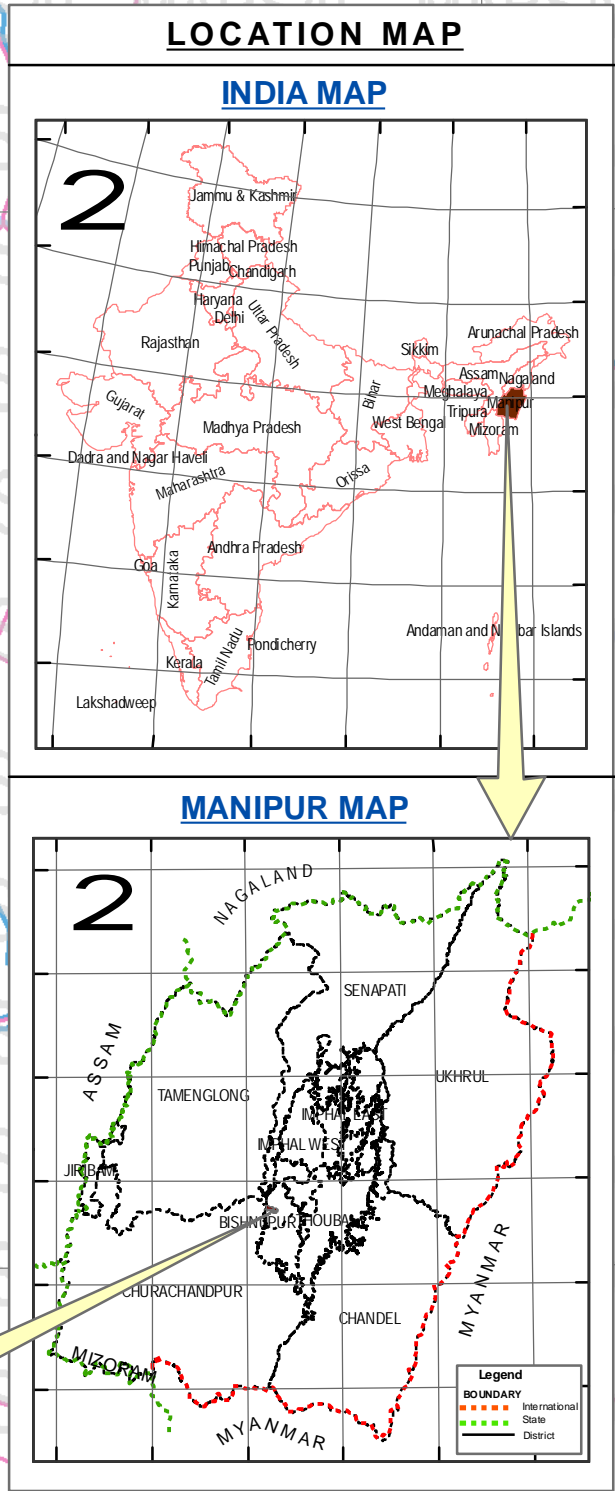 LOCATION MAP
INDIA MAP
2
Jammu & Kashmir
Himachal Pradesh
Punjab
Chandigarh
Haryana
Delhi
Uttar Pradesh
Rajasthan
Sikkim
Arunachal Pradesh
Assam
Nagaland
Meghalaya
Manipur
Tripura
Mizoram
Bihar
West Bengal
Gujarat
Madhya Pradesh
Dadra and Nagar Haveli
Maharashtra
Orissa
Andhra Pradesh
Goa
Karnataka
Andaman and Nicobar Islands
Pondicherry
Kerala
Tamil Nadu
Lakshadweep
MANIPUR MAP
2
NAGALAND
SENAPATI
ASSAM
UKHRUL
TAMENGLONG
IMPHAL EAST
IMPHAL WEST
JIRIBAM
BISHNUPUR
THOUBAL
CHURACHANDPUR
CHANDEL
MYANMAR
MIZORAM
MYANMAR
Legend
BOUNDARY
International
State
District